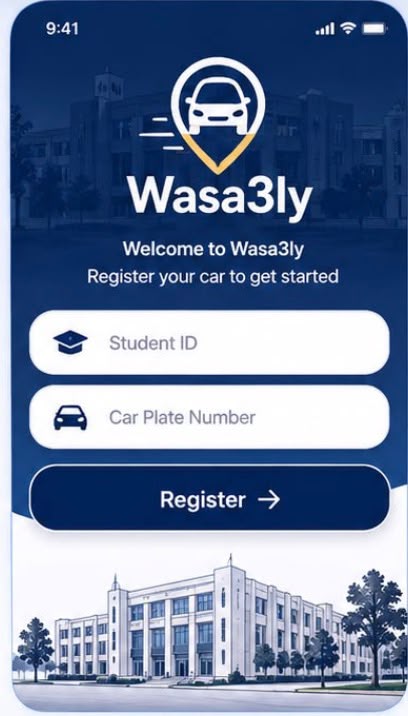 9:41
Wasa3ly
Welcome to Wasa3ly
Register your car to get started
Student ID
Car Plate Number
Register →